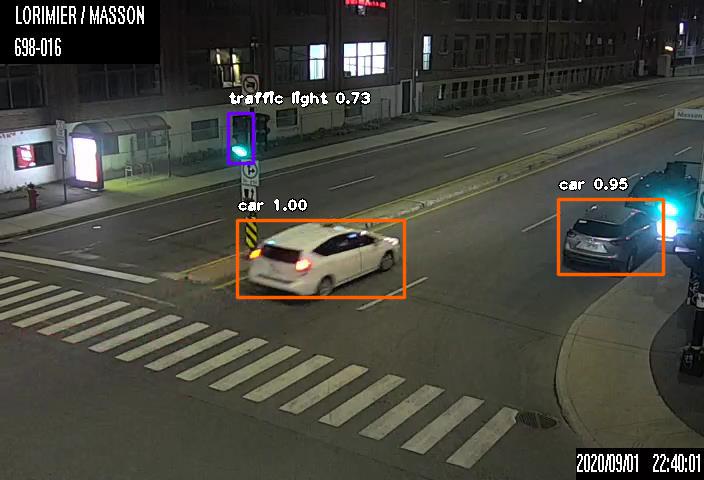 LORIMIER / MASSON
698-016
traffic light 0.73
Masson
car 0.95
car 1.00
2020/09/01 22:40:01